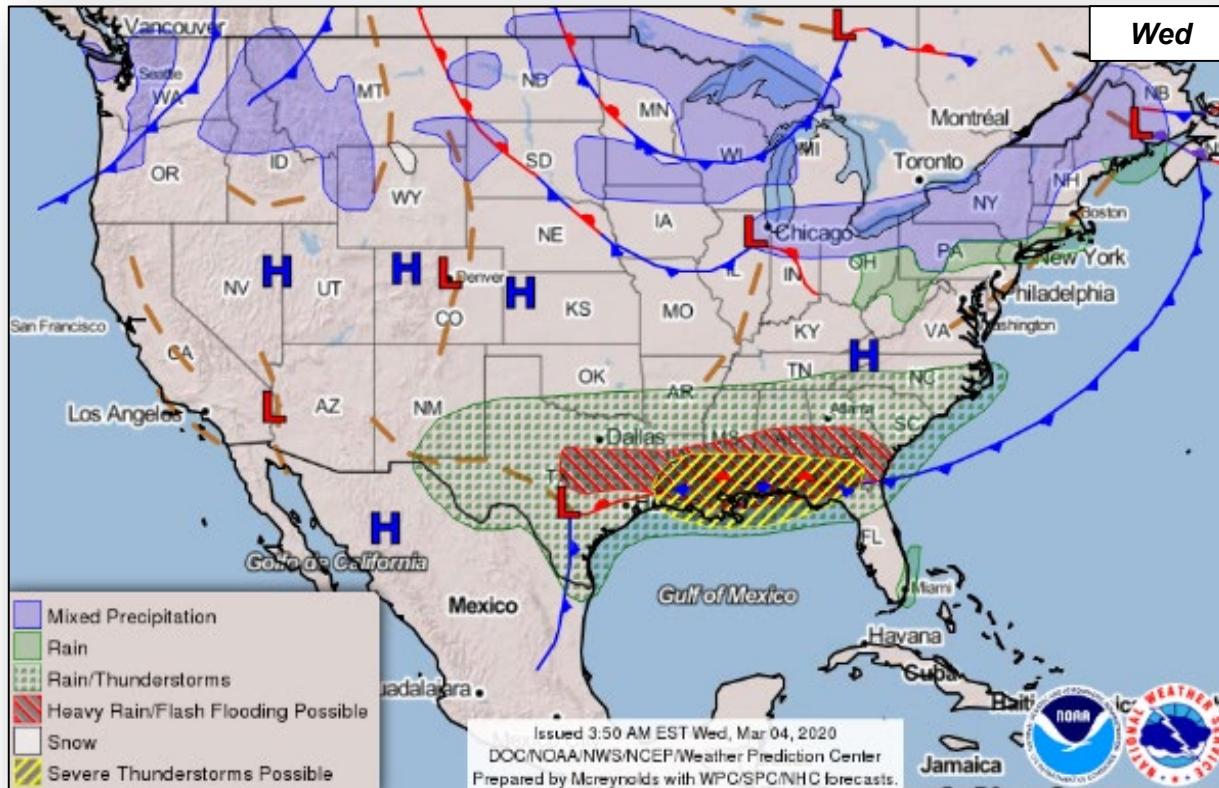 Wed
Vancouver
Seattle
WA
MT
ND
MN
Montréal
NB
L
L
OR
ID
WY
SD
WI
MI
Toronto
NY
NH
Boston
IA
NE
L
Chicago
PA
New York
H
NV
UT
H
L
Denver
H
CO
KS
MO
IL
IN
OH
Philadelphia
Washington
VA
KY
San Francisco
CA
Los Angeles
L
AZ
NM
OK
AR
TN
H
NC
SC
Atlanta
Dallas
MS
L
H
FL
Golfo de California
Mexico
Gulf of Mexico
Miami
Havana
Cuba
Jamaica
Mixed Precipitation
Rain
Rain/Thunderstorms
Heavy Rain/Flash Flooding Possible
Snow
Severe Thunderstorms Possible
Issued 3:50 AM EST Wed, Mar 04, 2020
DOC/NOAA/NWS/NCEP/Weather Prediction Center
Prepared by Mcreynolds with WPC/SPC/NHC forecasts.
NOAA
NATIONAL WEATHER SERVICE